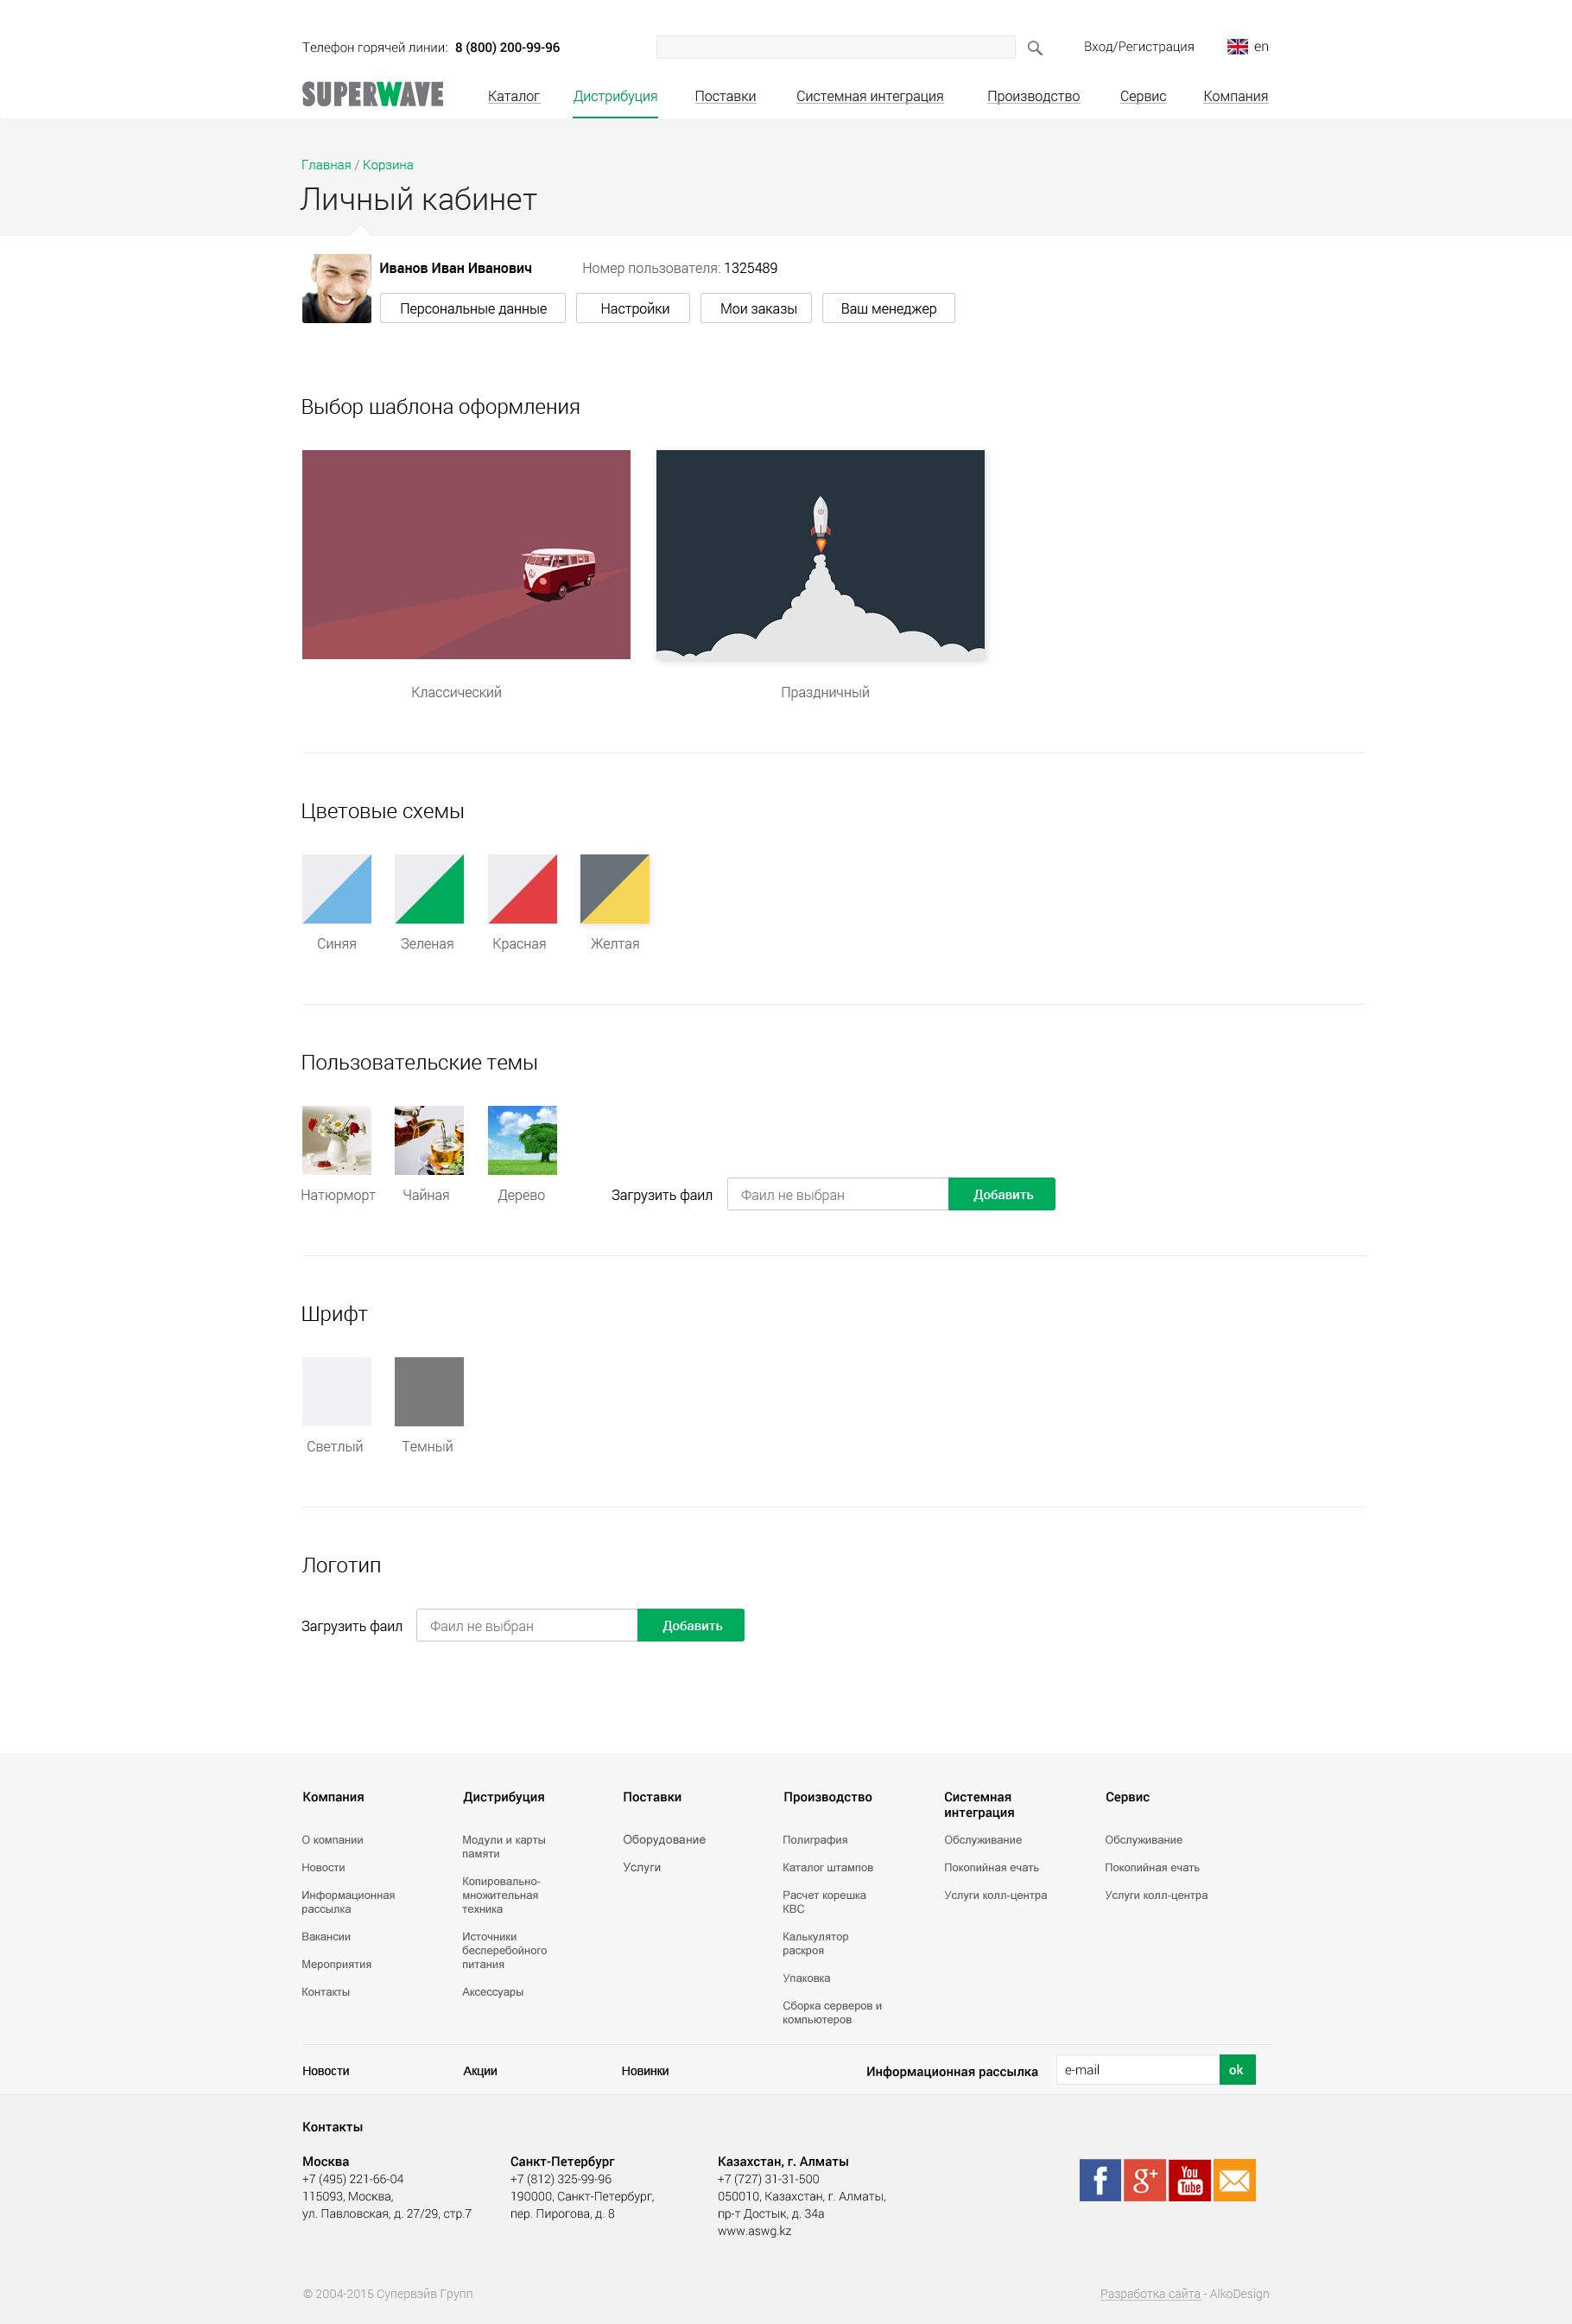 Телефон горячей линии: 8 (800) 200-99-96
Вход/Регистрация
en
SUPERWAVE
Каталог
Дистрибуция
Поставки
Системная интеграция
Производство
Сервис
Компания
Главная / Корзина
Личный кабинет
Иванов Иван Иванович
Номер пользователя: 1325489
Персональные данные
Настройки
Мои заказы
Ваш менеджер
Выбор шаблона оформления
Классический
Праздничный
Цветовые схемы
Синяя
Зеленая
Красная
Желтая
Пользовательские темы
Натюрморт
Чайная
Дерево
Загрузить фаил
Фаил не выбран
Добавить
Шрифт
Светлый
Темный
Логотип
Загрузить фаил
Фаил не выбран
Добавить
Компания
О компании
Новости
Информационная
рассылка
Вакансии
Мероприятия
Контакты
Дистрибуция
Модули и карты
памяти
Копировально-
множительная
техника
Источники
бесперебойного
питания
Аксессуары
Поставки
Оборудование
Услуги
Производство
Полиграфия
Каталог штампов
Расчет корешка
КВС
Калькулятор
раскроя
Упаковка
Сборка серверов и
компьютеров
Системная
интеграция
Обслуживание
Покопийная ечать
Услуги колл-центра
Сервис
Обслуживание
Покопийная ечать
Услуги колл-центра
Новости
Акции
Новинки
Информационная рассылка
e-mail
ok
Контакты
Москва
+7 (495) 221-66-04
115093, Москва,
ул. Павловская, д. 27/29, стр.7
Санкт-Петербург
+7 (812) 325-99-96
190000, Санкт-Петербург,
пер. Пирогова, д. 8
Казахстан, г. Алматы
+7 (727) 31-31-500
050010, Казахстан, г. Алматы,
пр-т Достык, д. 34а
www.aswg.kz
f
g+
You
Tube
© 2004-2015 Супервэйв Групп
Разработка сайта - AlkoDesign